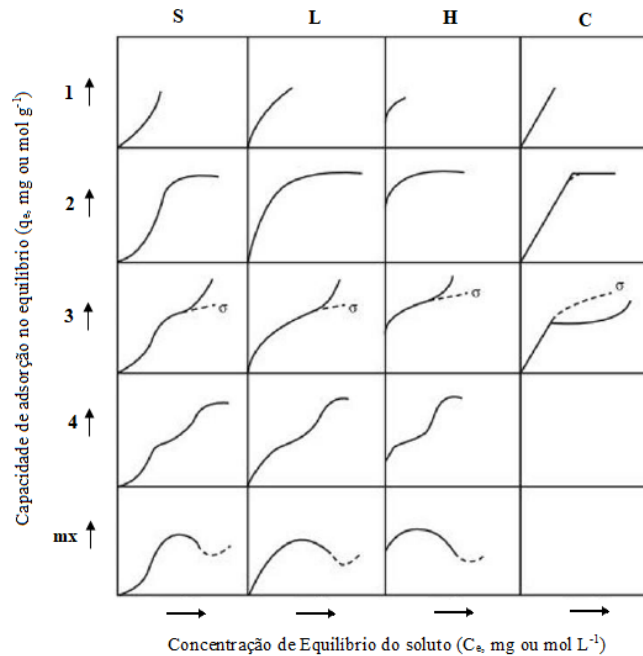 S L H C
1
2
σ σ σ σ
3
4
mx
Capacidade de adsorção no equilíbrio (qe, mg ou mol g-1)
Concentração de Equilibrio do soluto (Ce, mg ou mol L-1)